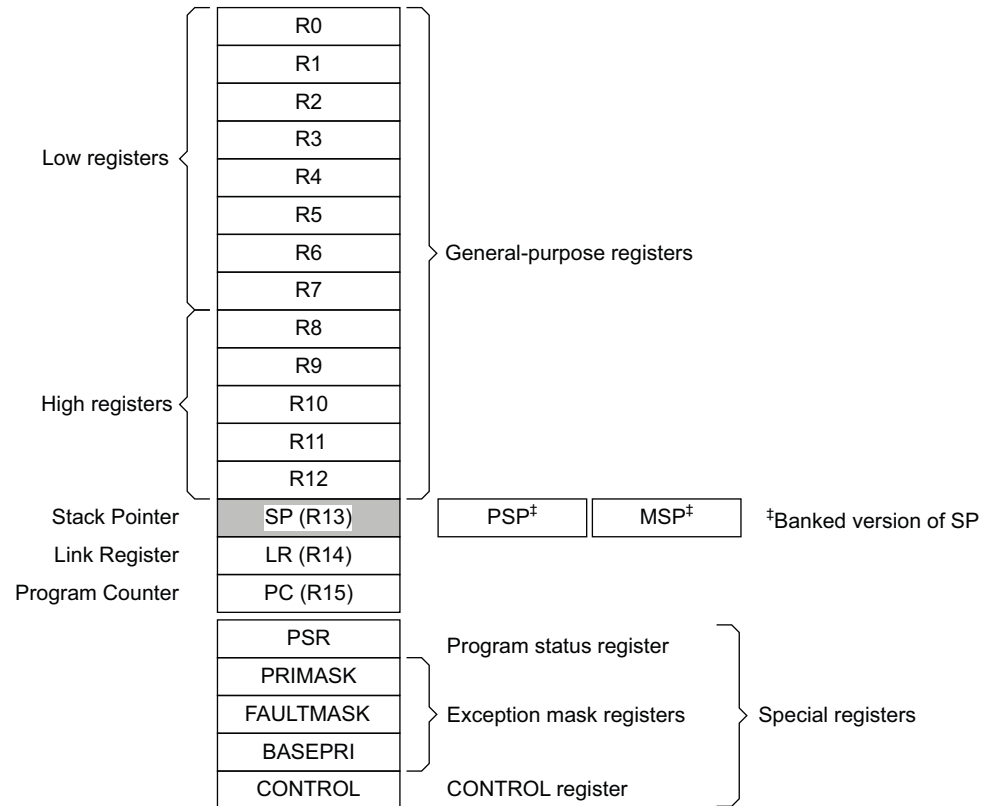 R0
R1
R2
R3
Low registers
R4
R5
R6
General-purpose registers
R7
R8
R9
High registers
R10
R11
R12
Stack Pointer SP (R13) PSP‡ MSP‡ ‡Banked version of SP
Link Register LR (R14)
Program Counter PC (R15)
PSR Program status register
PRIMASK
FAULTMASK Exception mask registers Special registers
BASEPRI
CONTROL CONTROL register